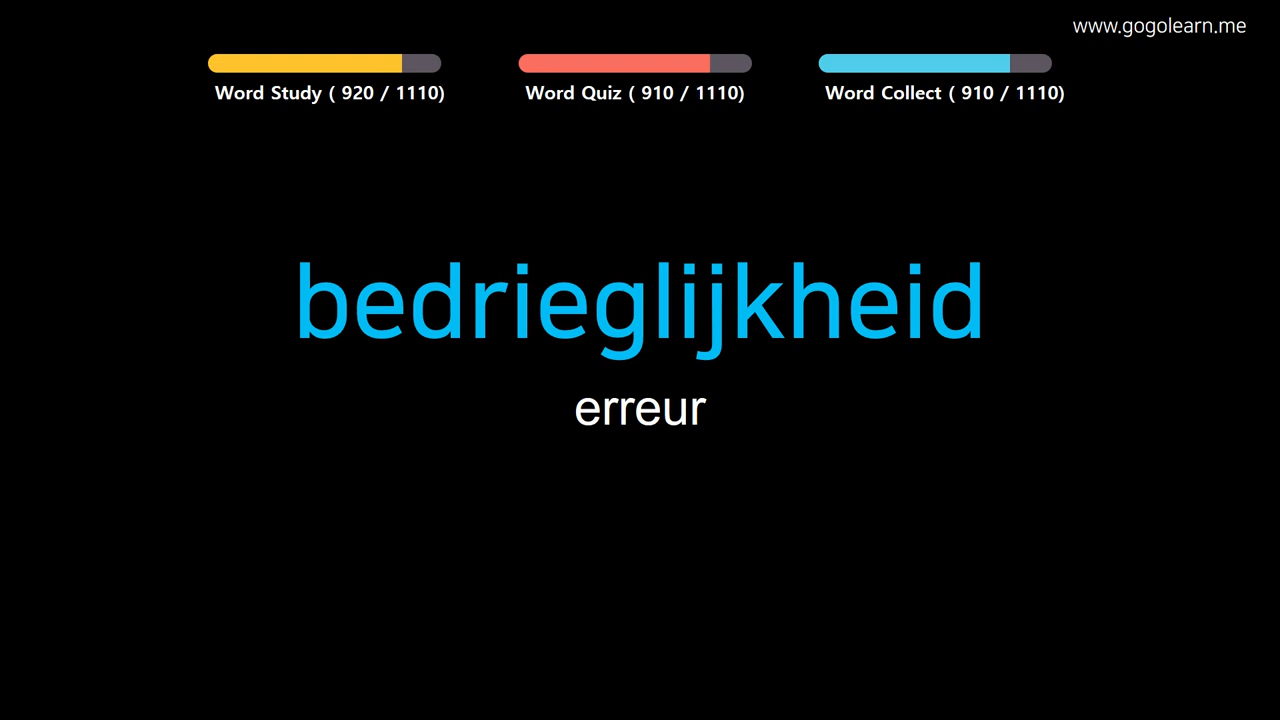 www.gogolearn.me
Word Study ( 920 / 1110)
Word Quiz ( 910 / 1110)
Word Collect ( 910 / 1110)
bedrieglijkheid
erreur